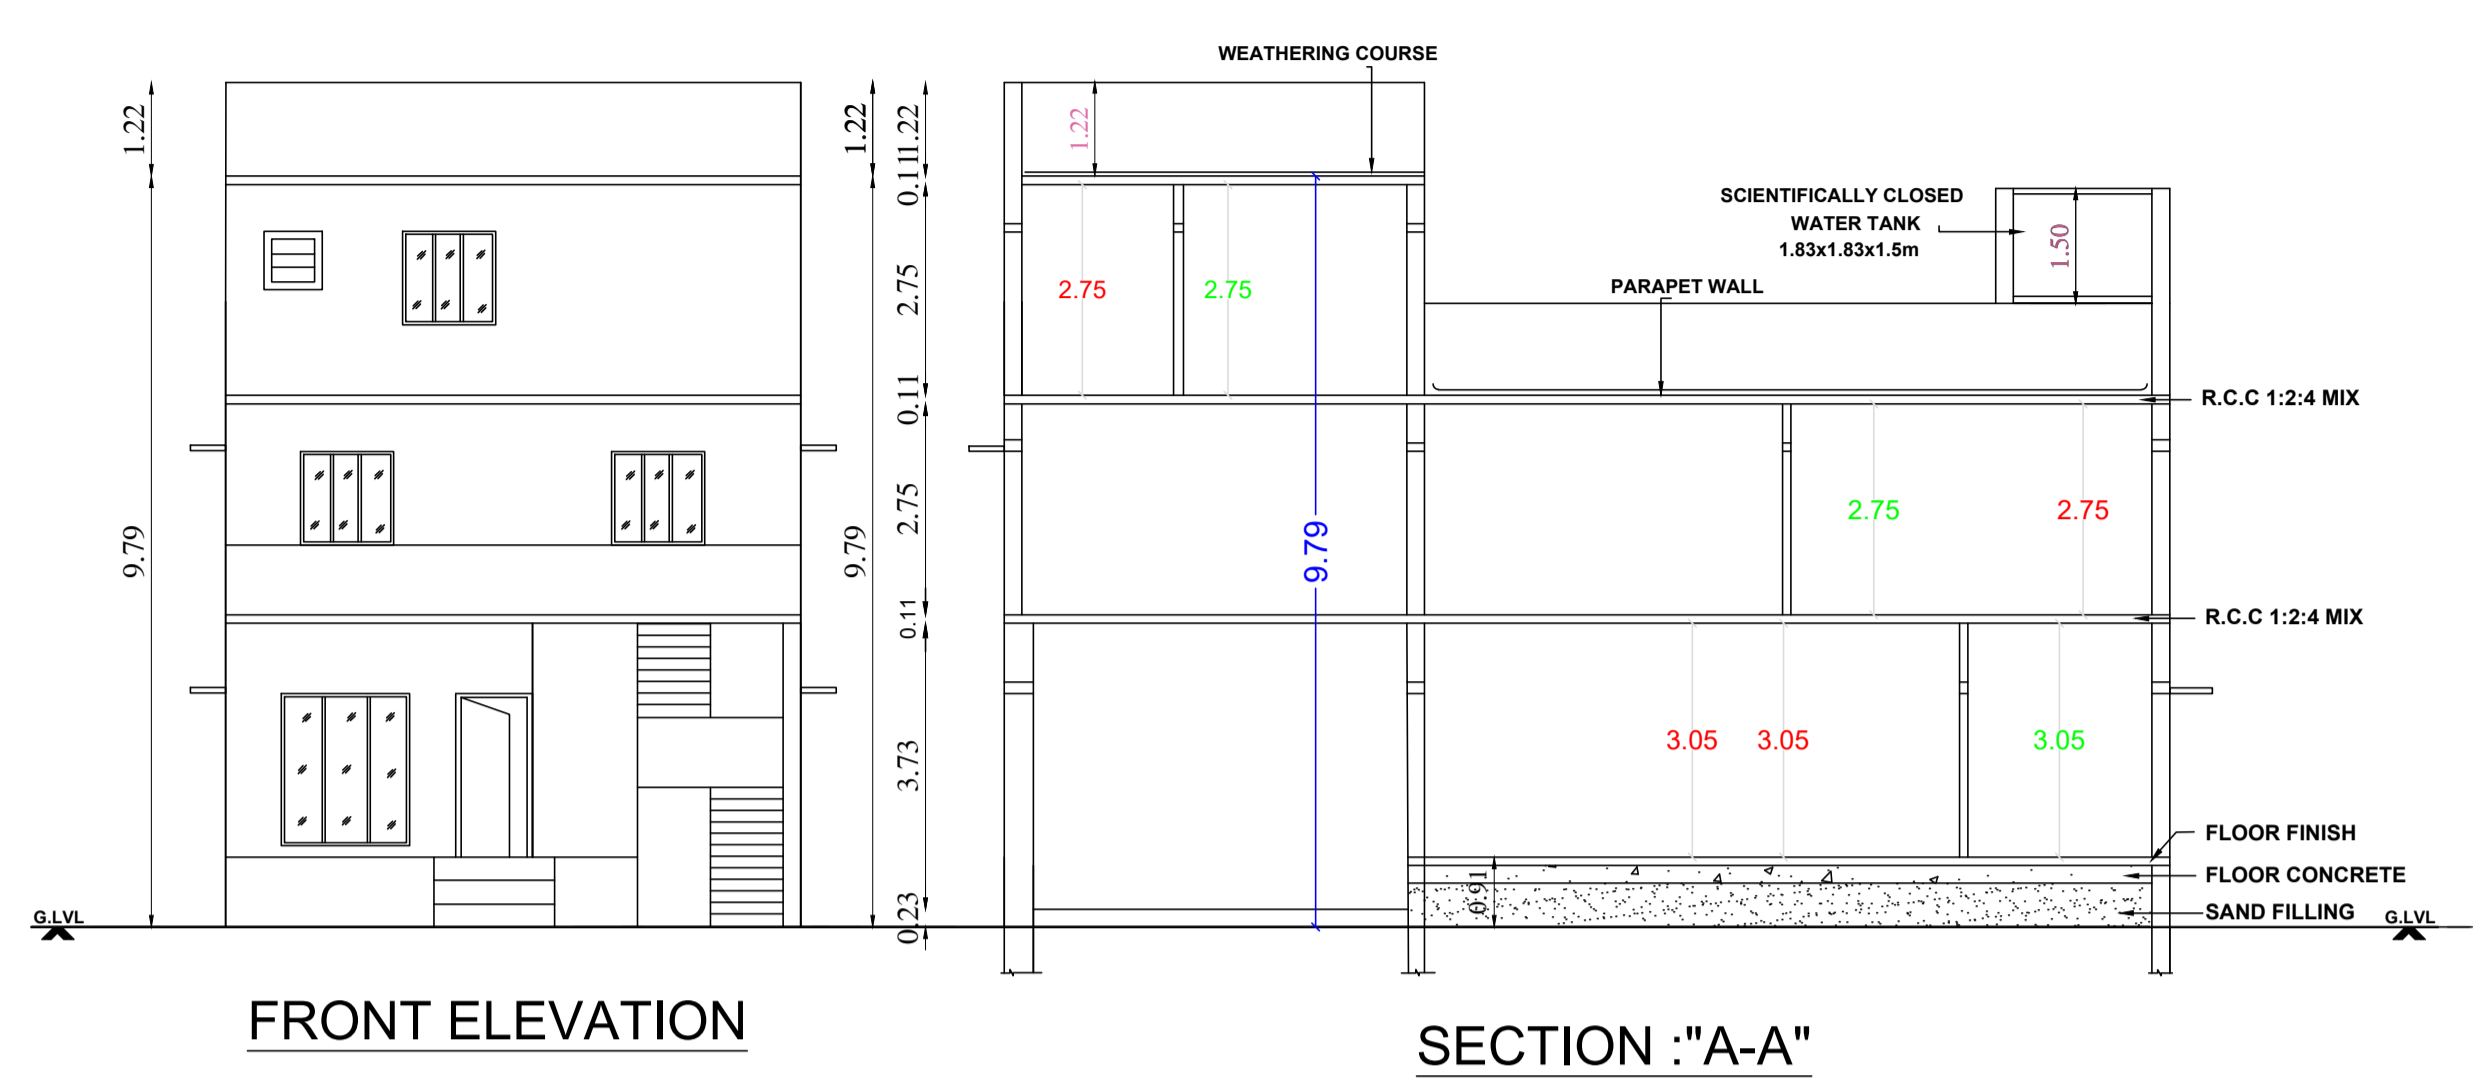 WEATHERING COURSE
1.22
1.22
1.22
1.22
0.11
SCIENTIFICALLY CLOSED
WATER TANK
1.83x1.83x1.5m
1.50
2.75
2.75
2.75
PARAPET WALL
0.11
R.C.C 1:2:4 MIX
9.79
9.79
2.75
9.79
2.75
2.75
0.11
R.C.C 1:2:4 MIX
3.73
3.05
3.05
3.05
FLOOR FINISH
0.91
FLOOR CONCRETE
0.23
SAND FILLING
G.LVL
G.LVL
FRONT ELEVATION
SECTION :"A-A"